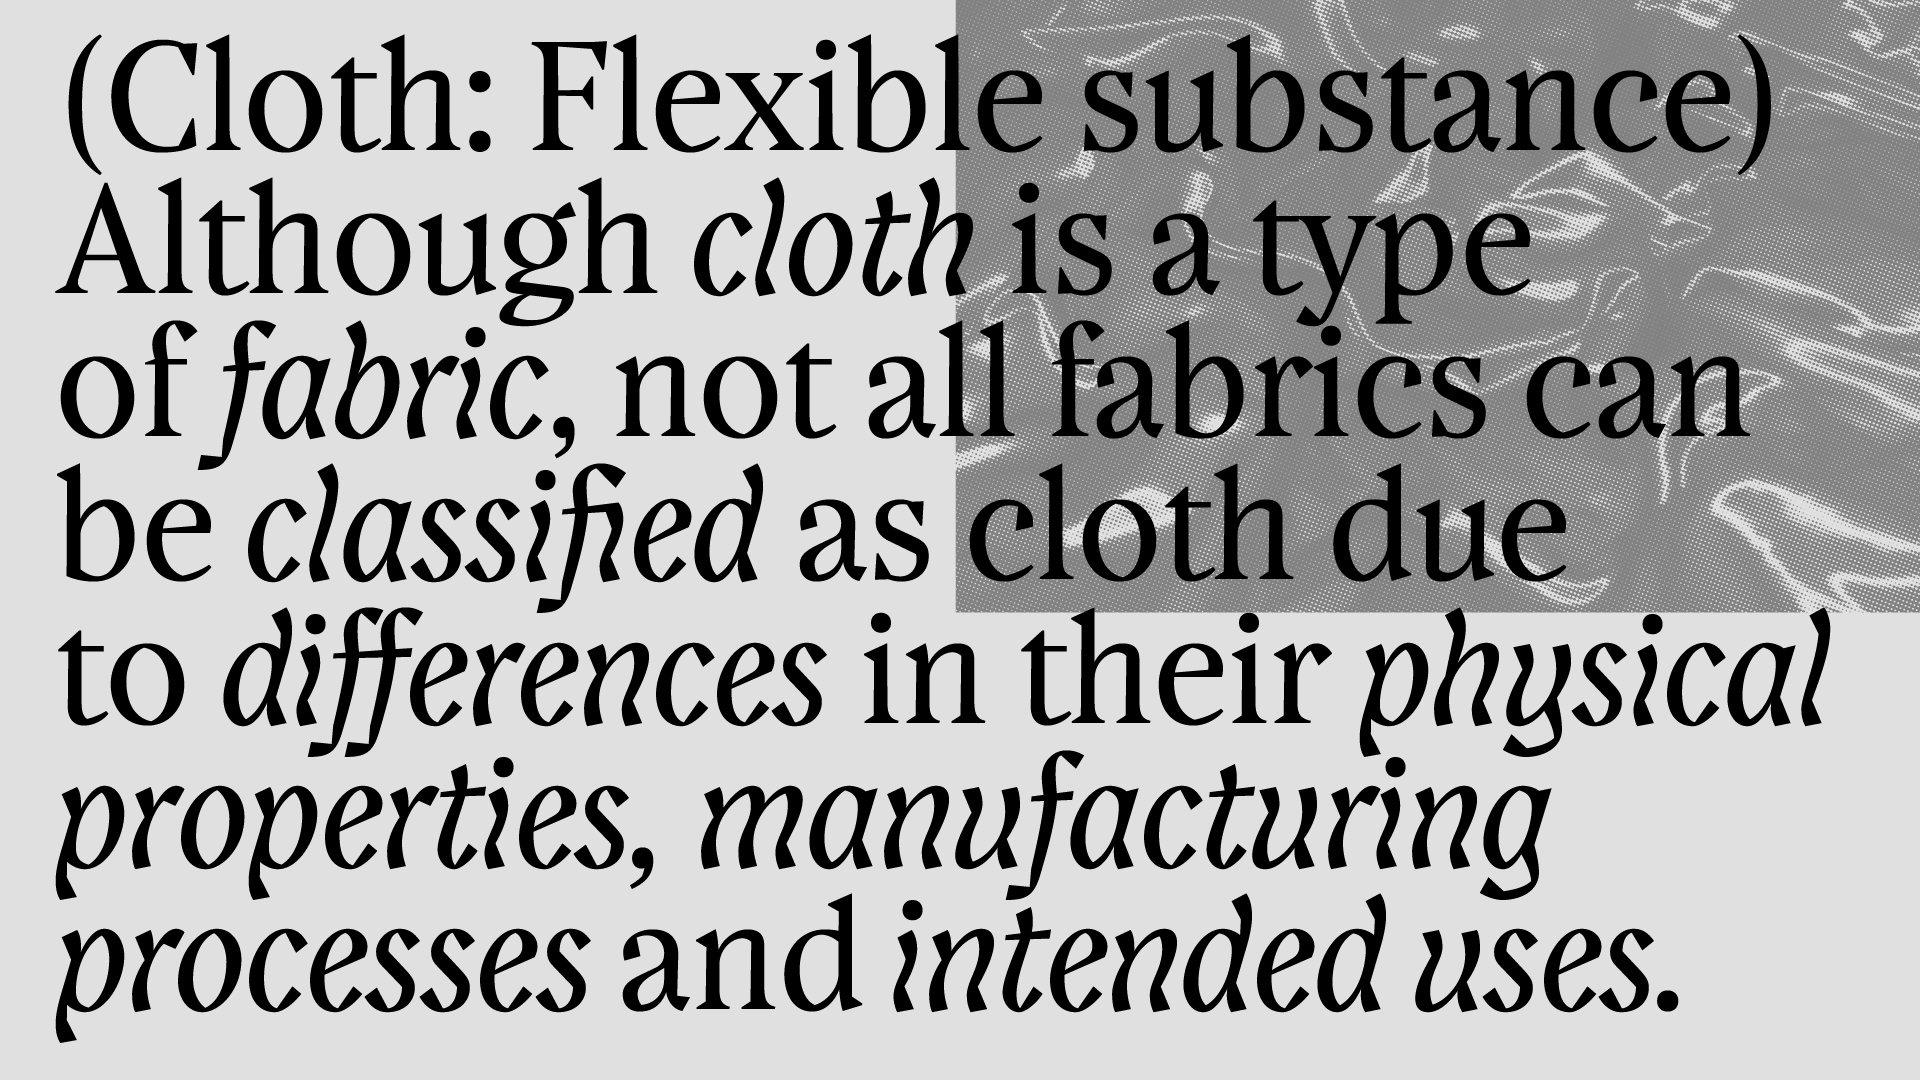 (Cloth: Flexible substance)
Although cloth is a type
of fabric, not all fabrics can
be classified as cloth due
to differences in their physical
properties, manufacturing
processes and intended uses.